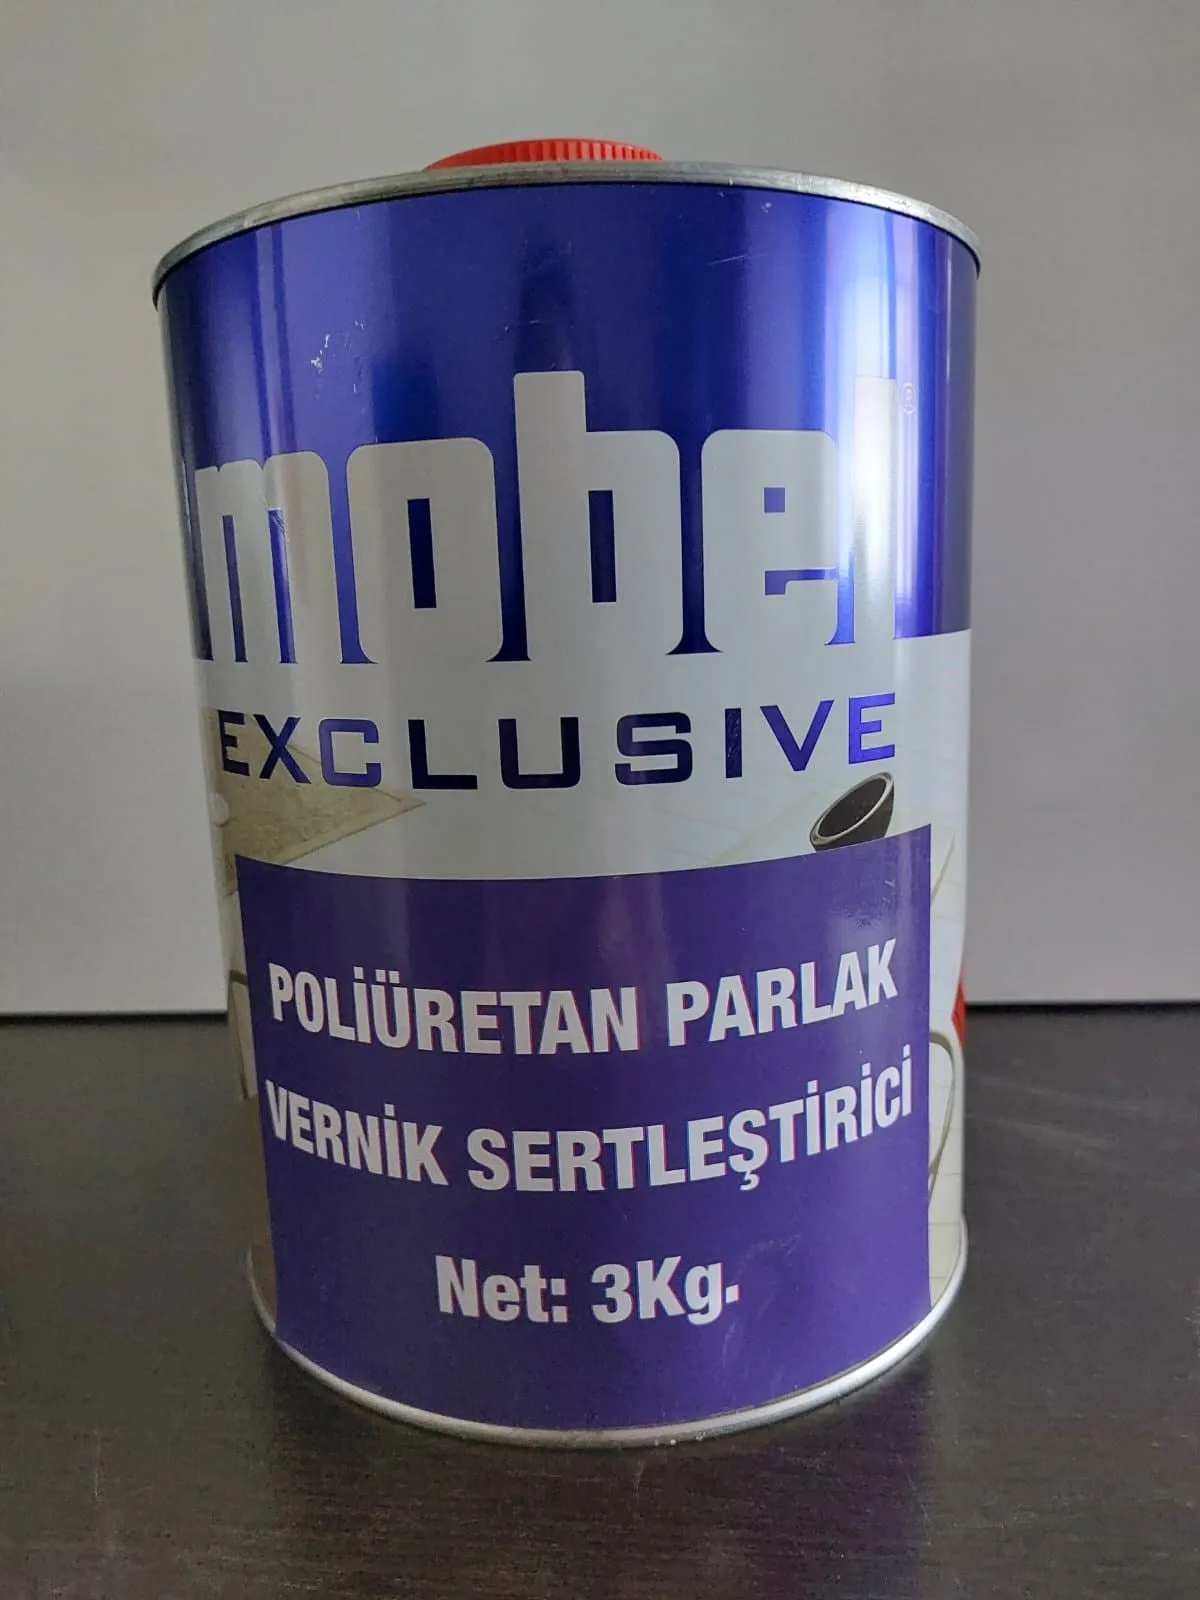 mobel
EXCLUSIVE
POLİÜRETAN PARLAK
VERNİK SERTLEŞTİRİCİ
Net: 3Kg.